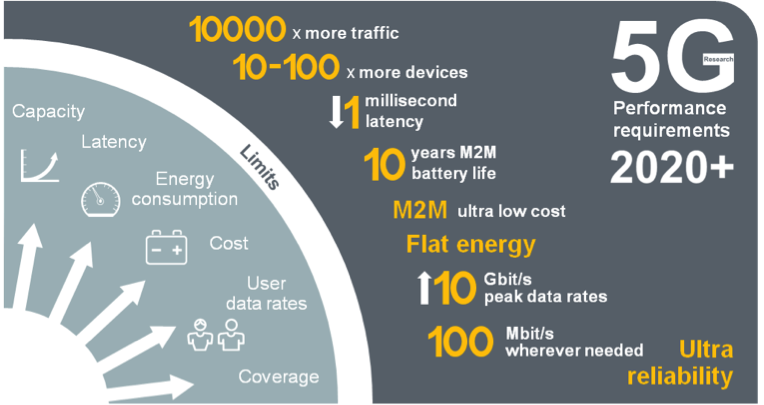 10000 x more traffic
10-100 x more devices
1 millisecond
latency
10 years M2M
battery life
M2M ultra low cost
Flat energy
10 Gbit/s
peak data rates
100 Mbit/s
wherever needed
Ultra
reliability
5G
Research
Performance
requirements
2020+
Limits
Capacity
Latency
Energy
consumption
Cost
User
data rates
Coverage